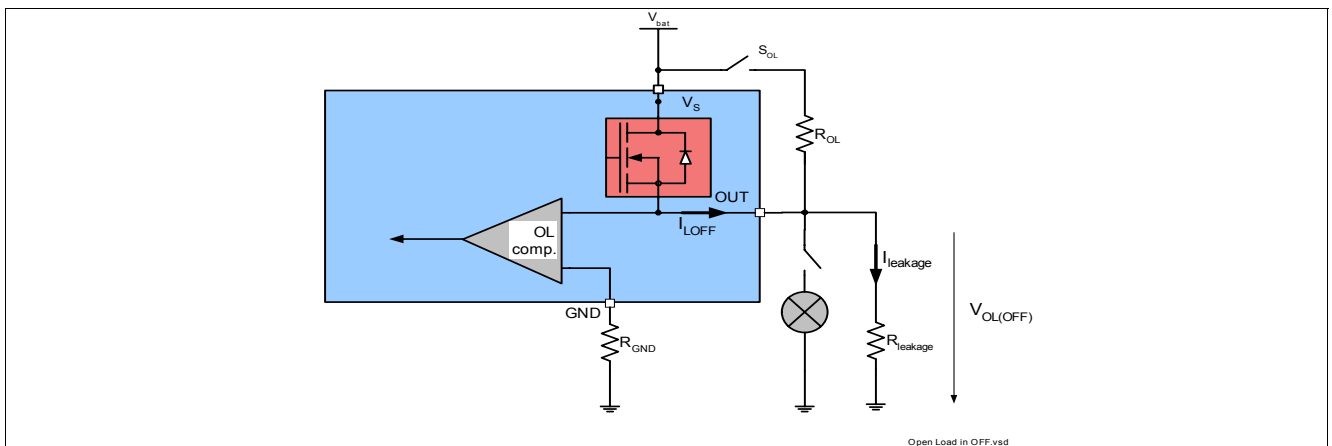 Vbat
SOL
VS
ROL
OUT
ILOFF
OL
comp.
Ileakage
GND
VOL(OFF)
RGND
Rleakage
Open Load in OFF.vsd